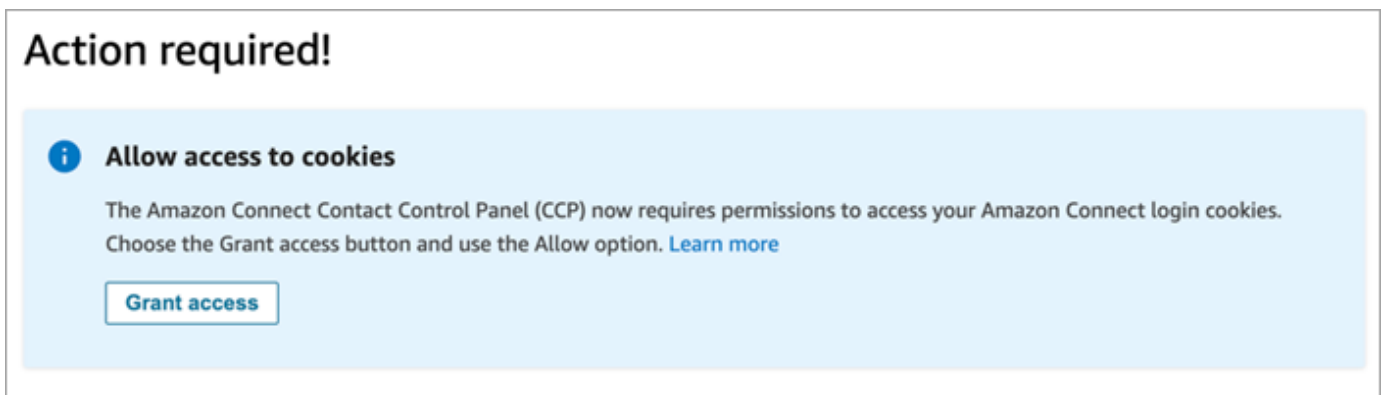 Action required!
Allow access to cookies
The Amazon Connect Contact Control Panel (CCP) now requires permissions to access your Amazon Connect login cookies.
Choose the Grant access button and use the Allow option. Learn more
Grant access